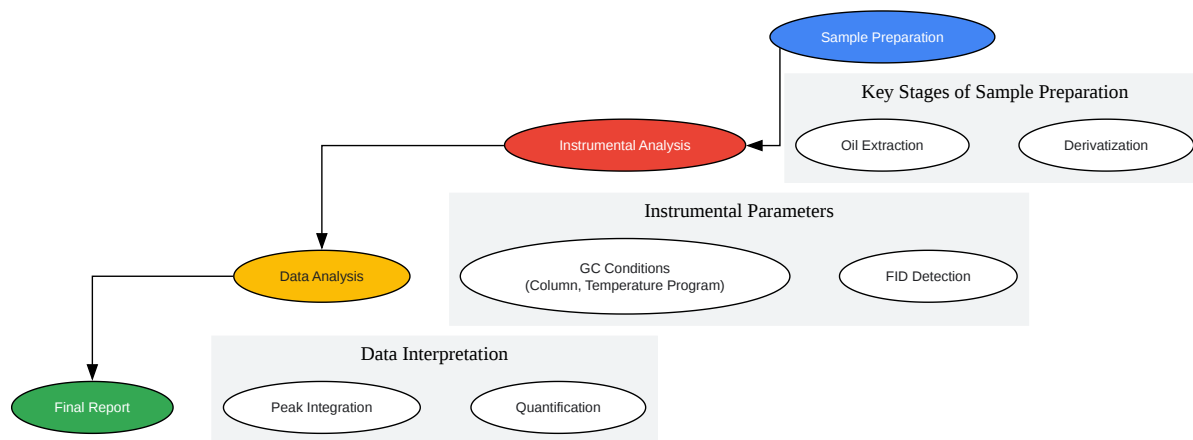 Sample Preparation
Key Stages of Sample Preparation
Oil Extraction
Derivatization
Instrumental Analysis
Instrumental Parameters
GC Conditions
(Column, Temperature Program)
FID Detection
Data Analysis
Data Interpretation
Peak Integration
Quantification
Final Report